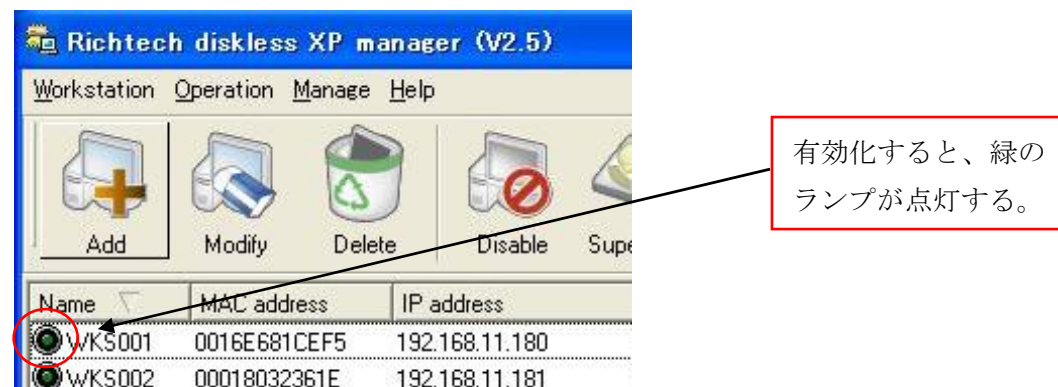 Richtech diskless XP manager (V2.5)
Workstation Operation Manage Help
有効化すると、緑の
ランプが点灯する。
Add Modify Delete Disable
Name MAC address IP address
WKS001 0016E681CEF5 192.168.11.180
WKS002 00018032361E 192.168.11.181